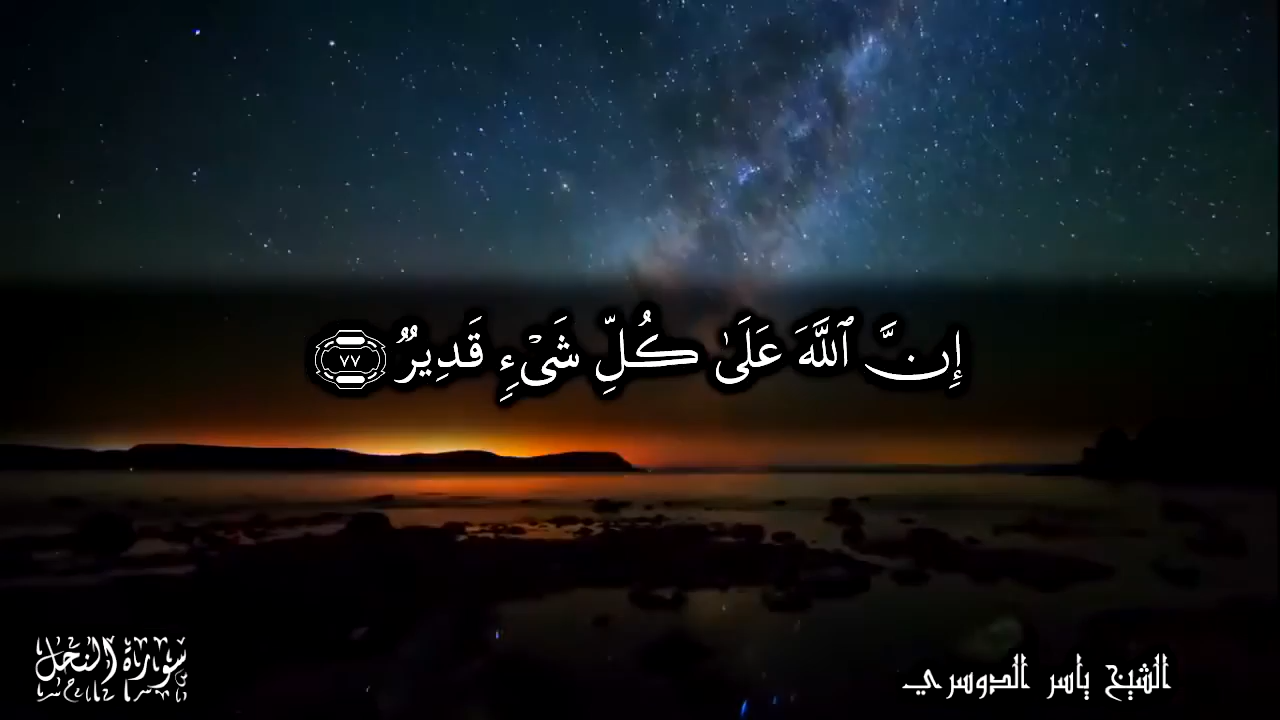 إِنَّ ٱللَّهَ عَلَىٰ كُلِّ شَىْءٍۢ قَدِيرٌۭ ٧٧
سورة النحل
الشيخ ياسر الدوسري